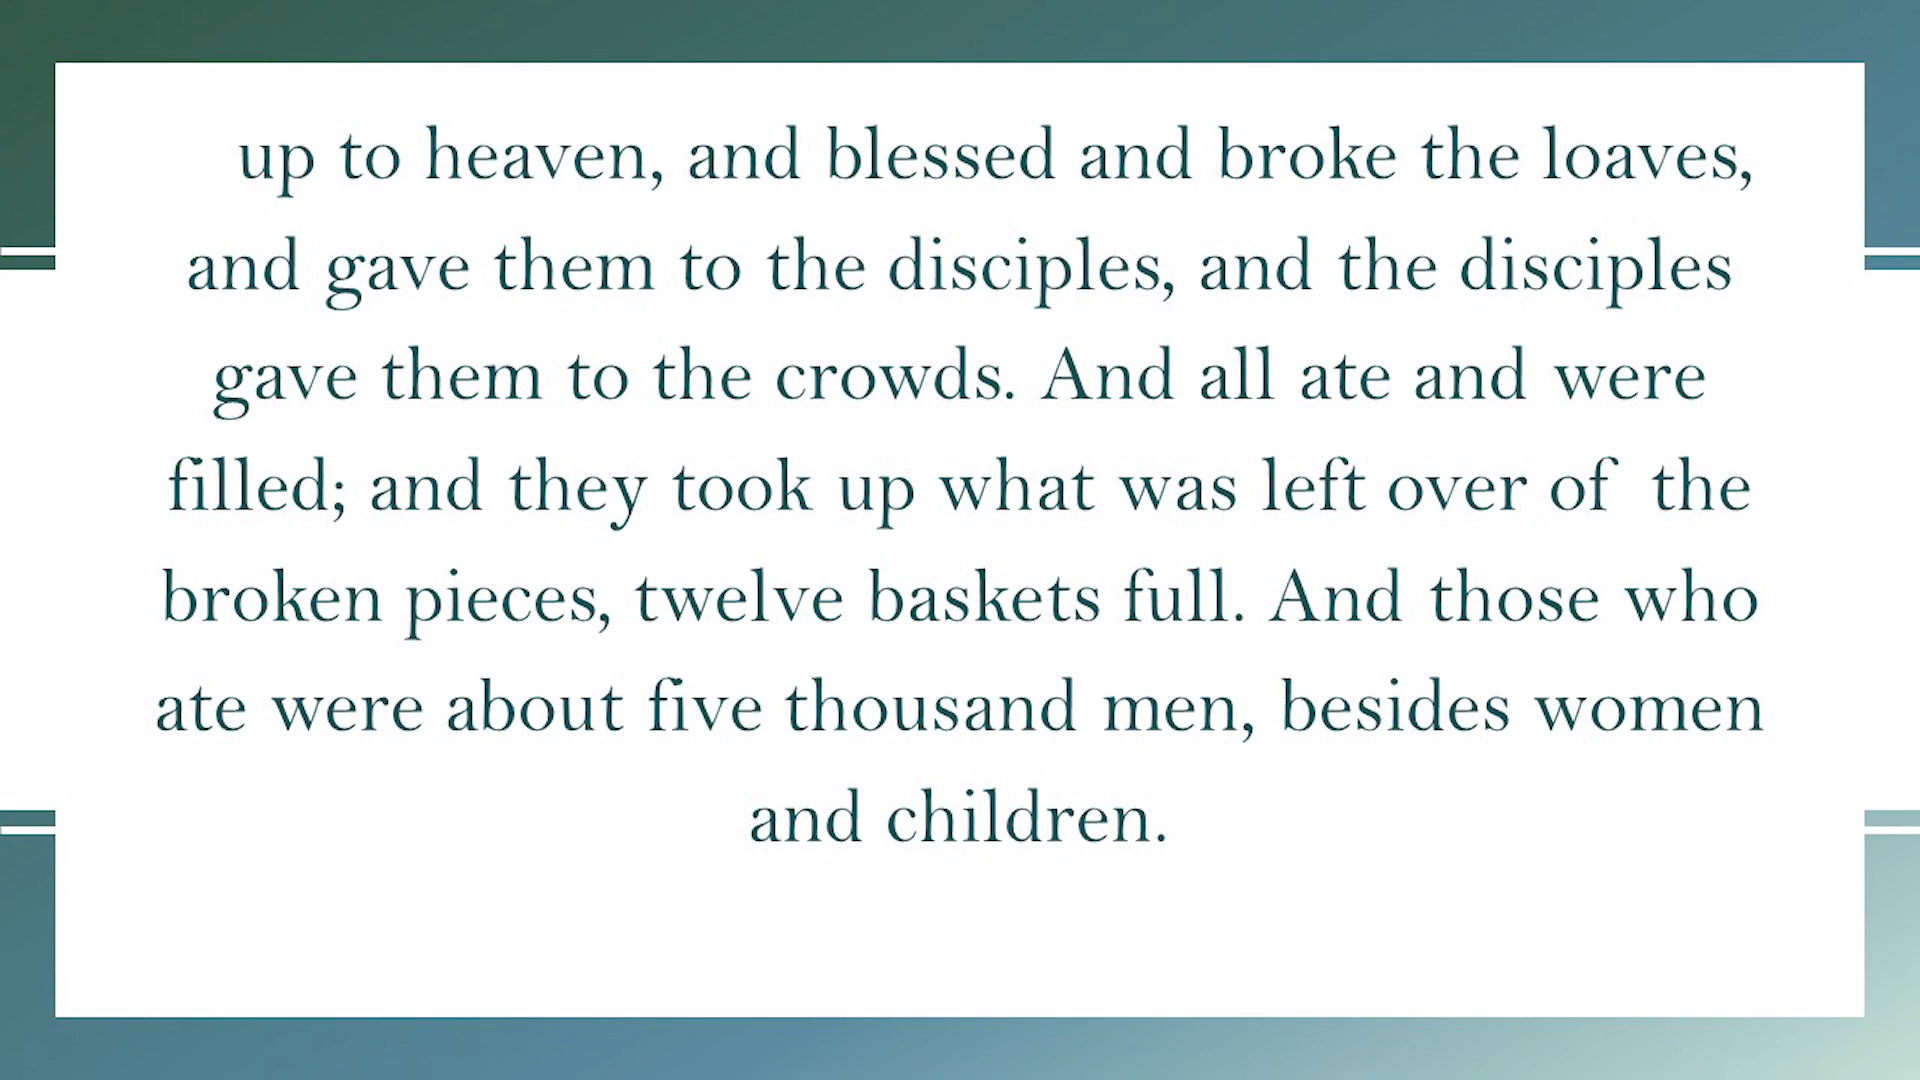 up to heaven, and blessed and broke the loaves,
and gave them to the disciples, and the disciples
gave them to the crowds. And all ate and were
filled; and they took up what was left over of the
broken pieces, twelve baskets full. And those who
ate were about five thousand men, besides women
and children.